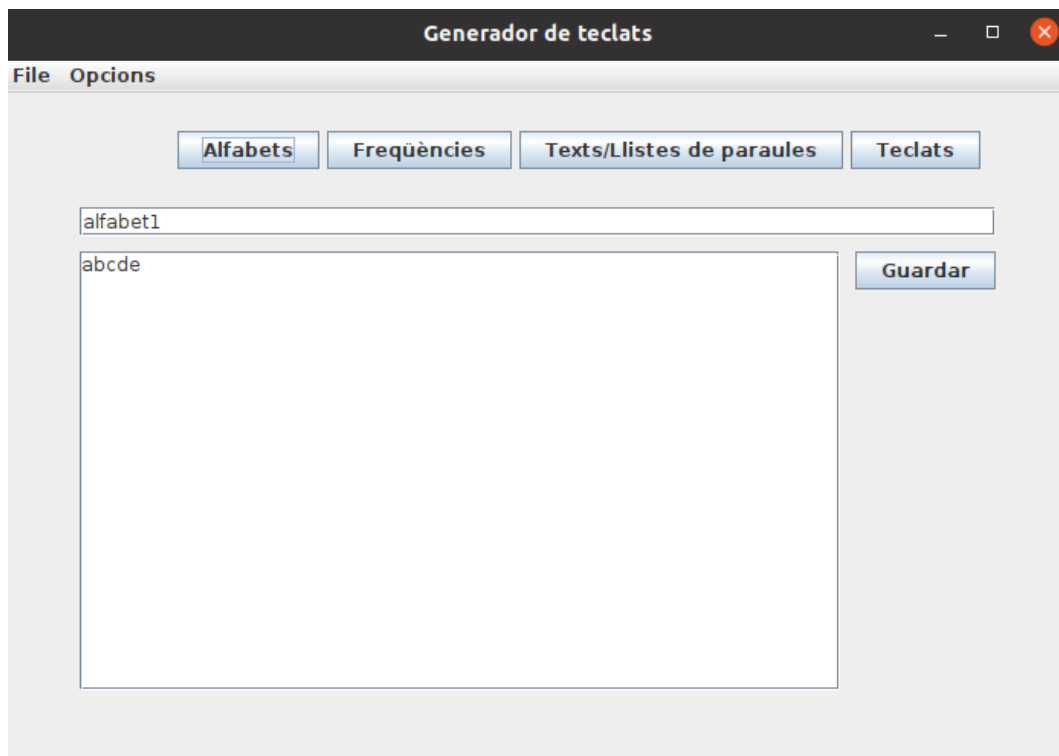 Generador de teclats
File Opcions
Alfabets Freqüències Texts/Llistes de paraules Teclats
alfabet1
abcde
Guardar